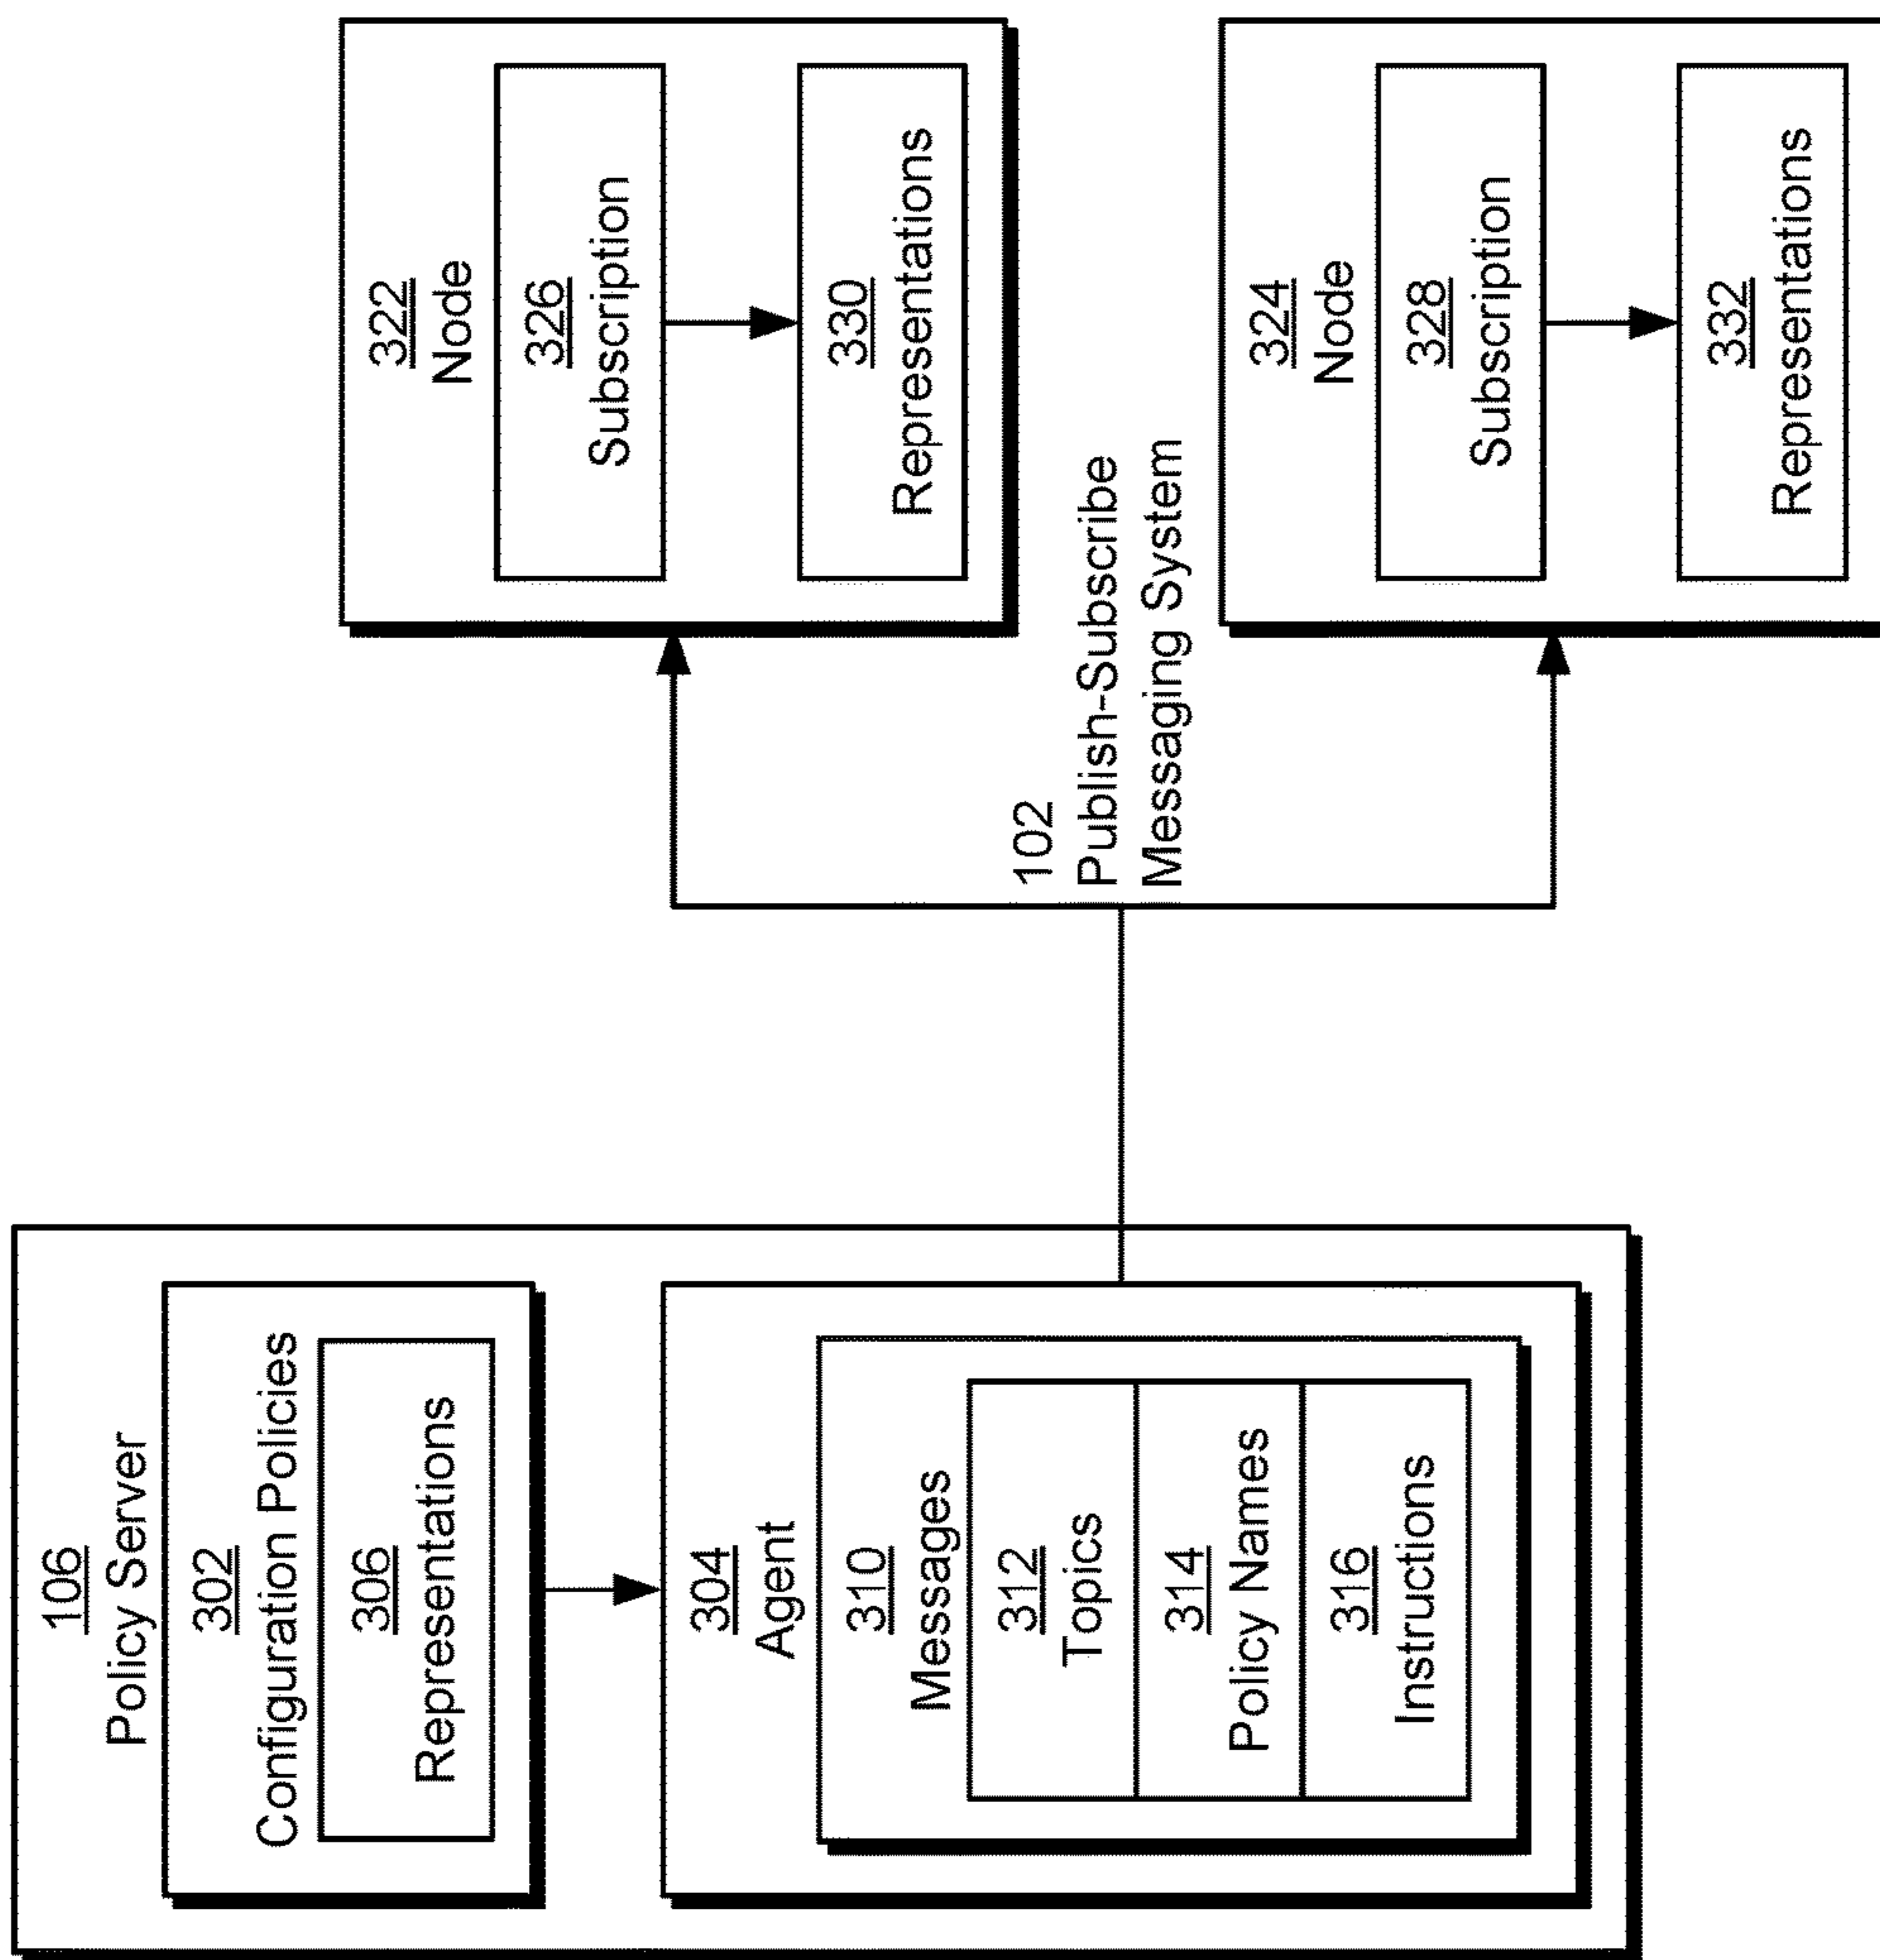 106
Policy Server
302
Configuration Policies
306
Representations
304
Agent
310
Messages
312
Topics
314
Policy Names
316
Instructions
102
Publish-Subscribe
Messaging System
322
Node
326
Subscription
330
Representations
324
Node
328
Subscription
332
Representations